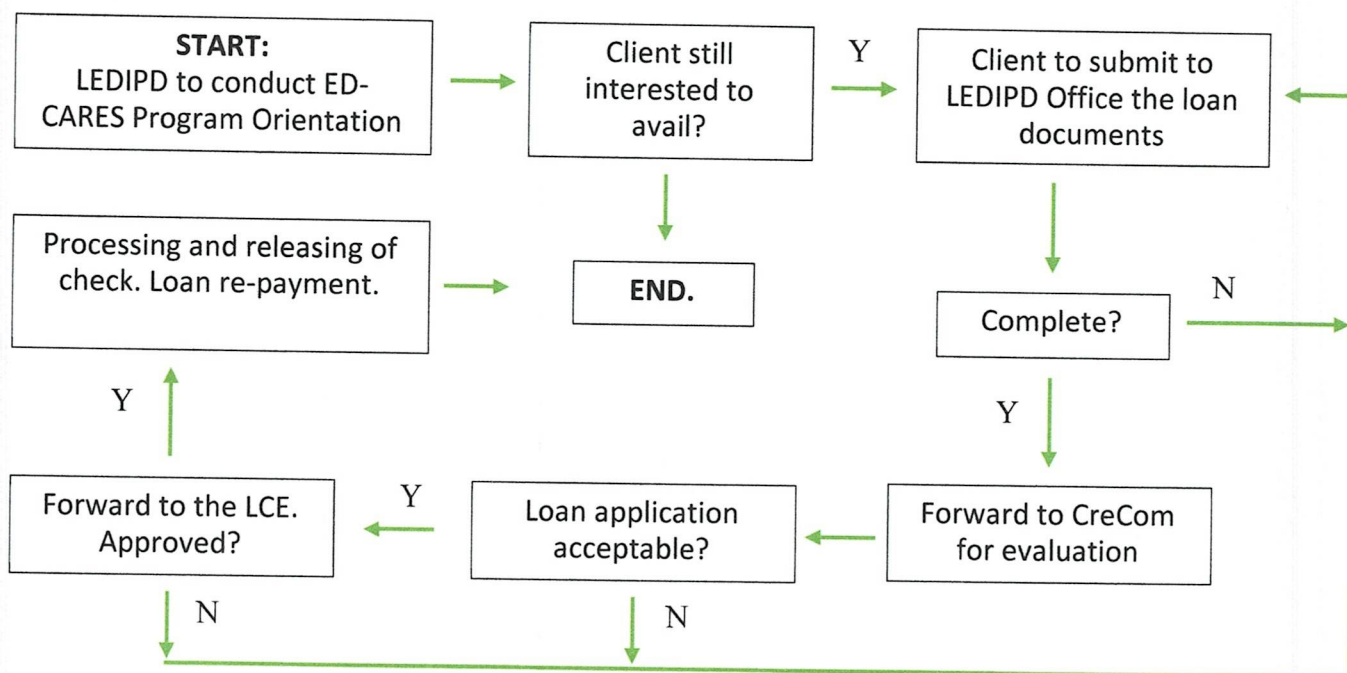 START:
LEDIPD to conduct ED-
CARES Program Orientation
Client still
interested to
avail?
Y
Client to submit to
LEDIPD Office the loan
documents
Processing and releasing of
check. Loan re-payment.
END.
Complete?
N
Y
Y
Forward to the LCE.
Approved?
Y
Loan application
acceptable?
Forward to CreCom
for evaluation
N
N